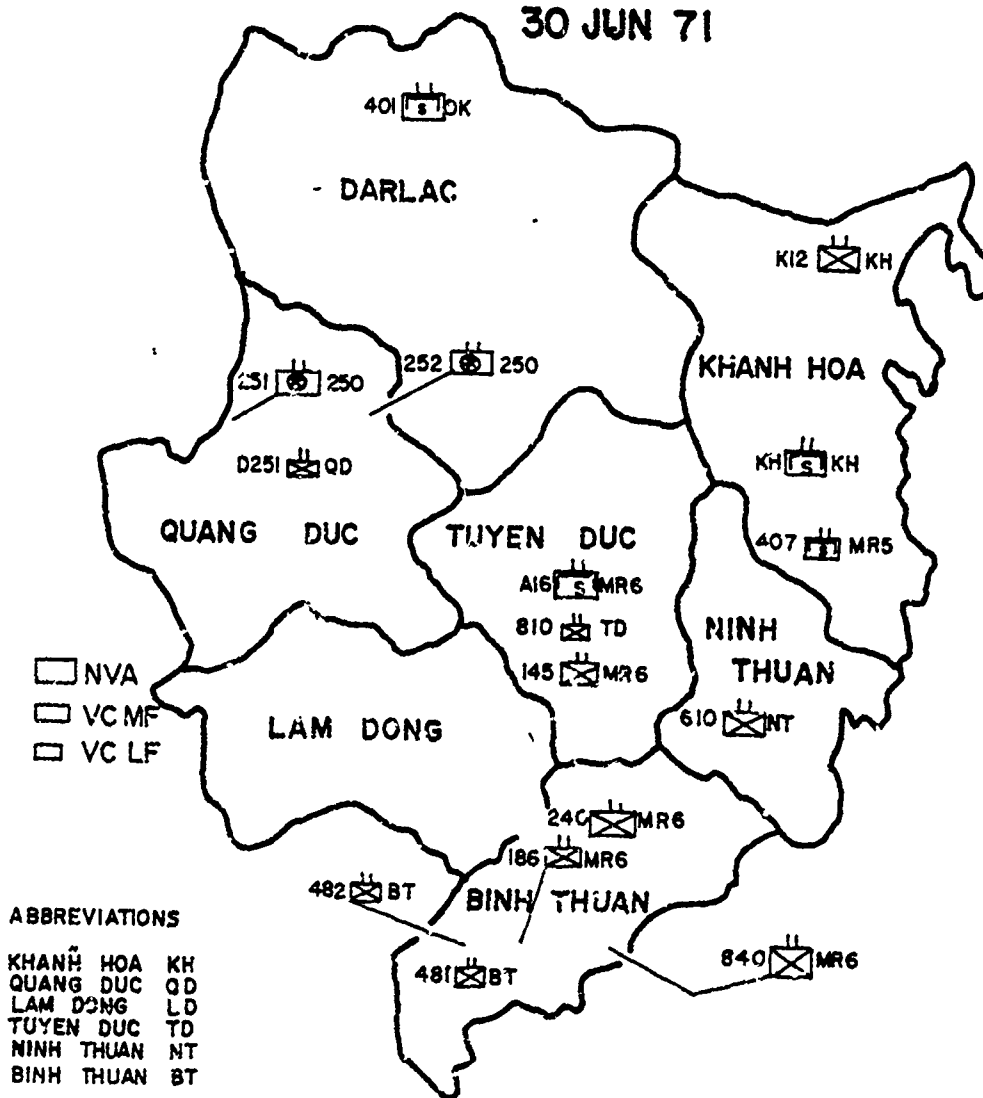 30 JUN 71
401 S DK
DARLAC
K12 KH
252 250
251 250
KHANH HOA
D251 QD
KH S KH
QUANG DUC
TUYEN DUC
407 MR5
A16 S MR6
810 TD
NINH
THUAN
145 MR6
NVA
VC MF
VC LF
LAM DONG
610 NT
240 MR6
186 MR6
482 BT
BINH THUAN
840 MR6
481 BT
ABBREVIATIONS
KHANH HOA KH
QUANG DUC QD
LAM DONG LD
TUYEN DUC TD
NINH THUAN NT
BINH THUAN BT